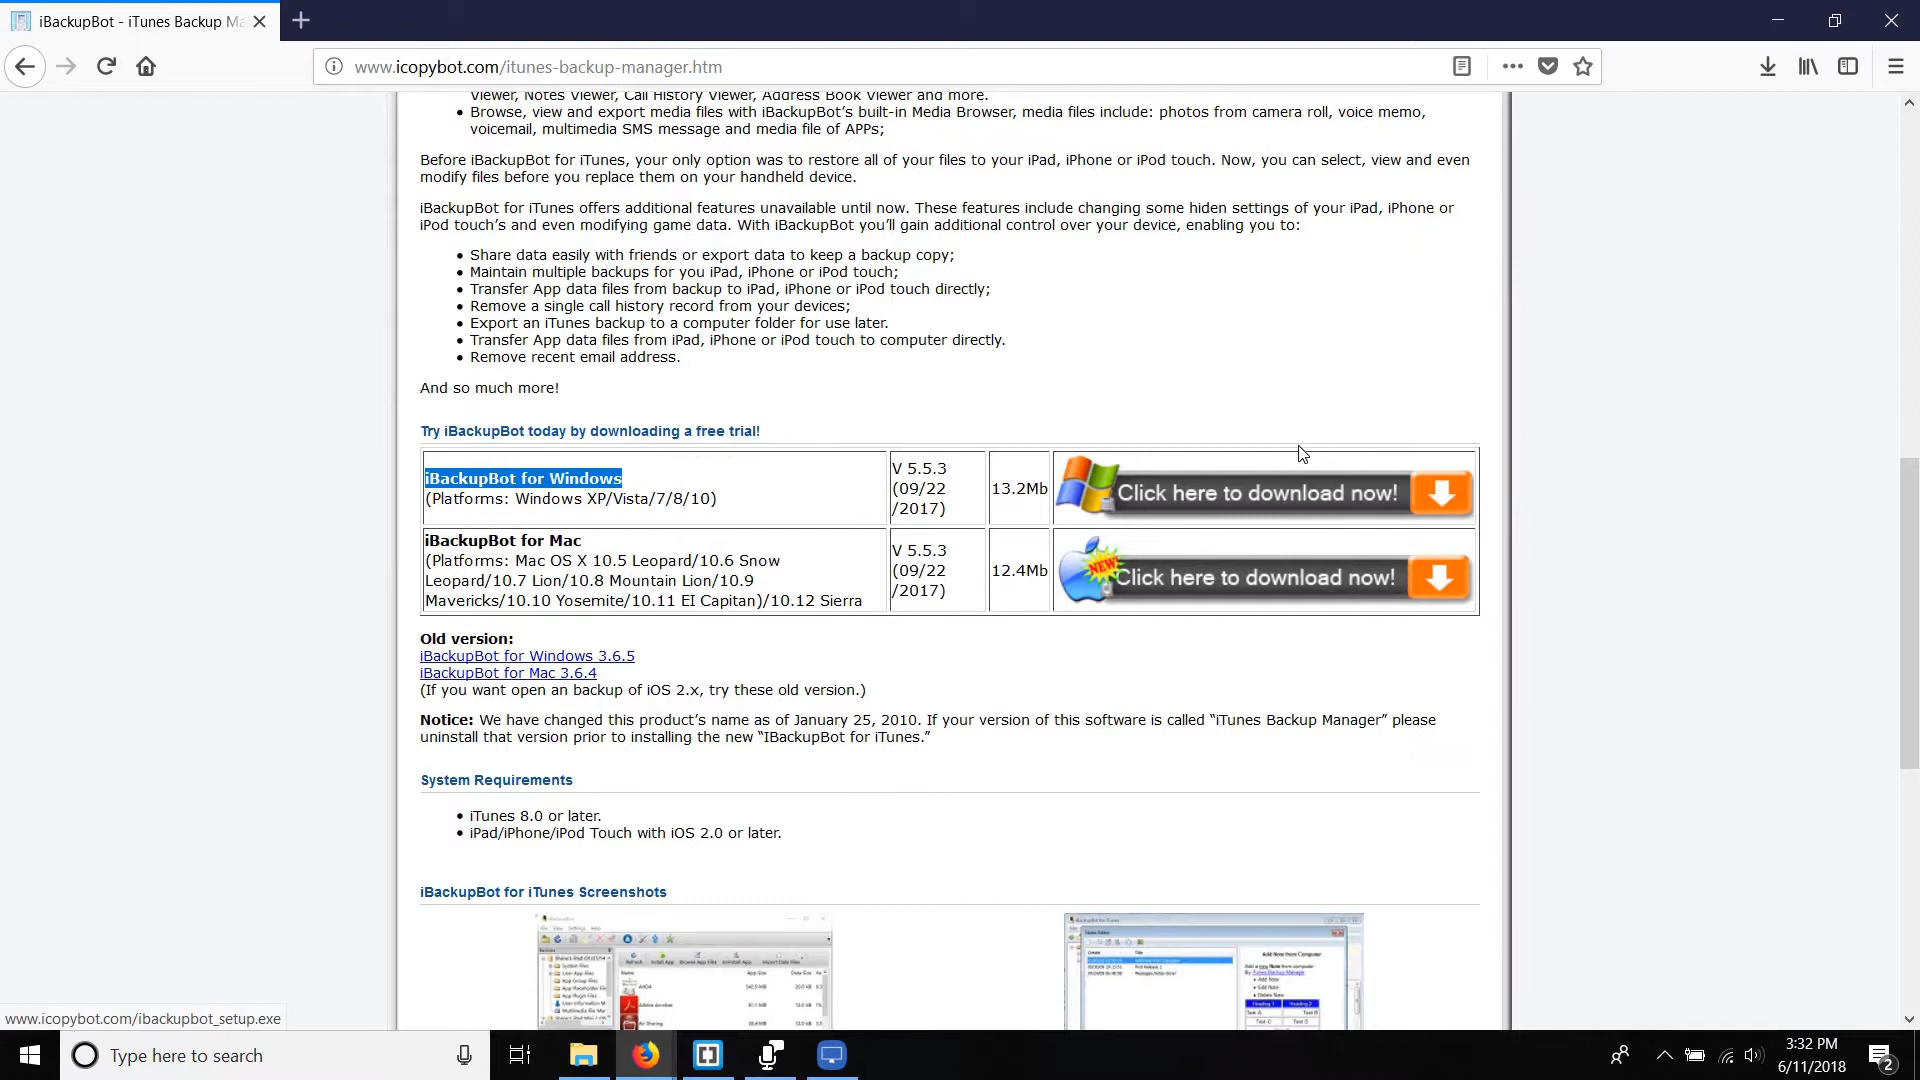 iBackupBot - iTunes Backup Ma
www.icopybot.com/itunes-backup-manager.htm
Viewer, Notes Viewer, Call History Viewer, Address Book Viewer and more.
Browse, view and export media files with iBackupBot's built-in Media Browser, media files include: photos from camera roll, voice memo,
voicemail, multimedia SMS message and media file of APPs;
Before iBackupBot for iTunes, your only option was to restore all of your files to your iPad, iPhone or iPod touch. Now, you can select, view and even
modify files before you replace them on your handheld device.
iBackupBot for iTunes offers additional features unavailable until now. These features include changing some hiden settings of your iPad, iPhone or
iPod touch's and even modifying game data. With iBackupBot you'll gain additional control over your device, enabling you to:
Share data easily with friends or export data to keep a backup copy;
Maintain multiple backups for you iPad, iPhone or iPod touch;
Transfer App data files from backup to iPad, iPhone or iPod touch directly;
Remove a single call history record from your devices;
Export an iTunes backup to a computer folder for use later.
Transfer App data files from iPad, iPhone or iPod touch to computer directly.
Remove recent email address.
And so much more!
Try iBackupBot today by downloading a free trial!
iBackupBot for Windows
(Platforms: Windows XP/Vista/7/8/10)
V 5.5.3
(09/22
/2017)
13.2Mb
Click here to download now!
iBackupBot for Mac
(Platforms: Mac OS X 10.5 Leopard/10.6 Snow
Leopard/10.7 Lion/10.8 Mountain Lion/10.9
Mavericks/10.10 Yosemite/10.11 EI Capitan)/10.12 Sierra
V 5.5.3
(09/22
/2017)
12.4Mb
NEW!
Click here to download now!
Old version:
iBackupBot for Windows 3.6.5
iBackupBot for Mac 3.6.4
(If you want open an backup of iOS 2.x, try these old version.)
Notice: We have changed this product's name as of January 25, 2010. If your version of this software is called “iTunes Backup Manager” please
uninstall that version prior to installing the new “IBackupBot for iTunes.”
System Requirements
iTunes 8.0 or later.
iPad/iPhone/iPod Touch with iOS 2.0 or later.
iBackupBot for iTunes Screenshots
Add Note from Computer
www.icopybot.com/ibackupbot_setup.exe
Type here to search
3:32 PM
6/11/2018
2